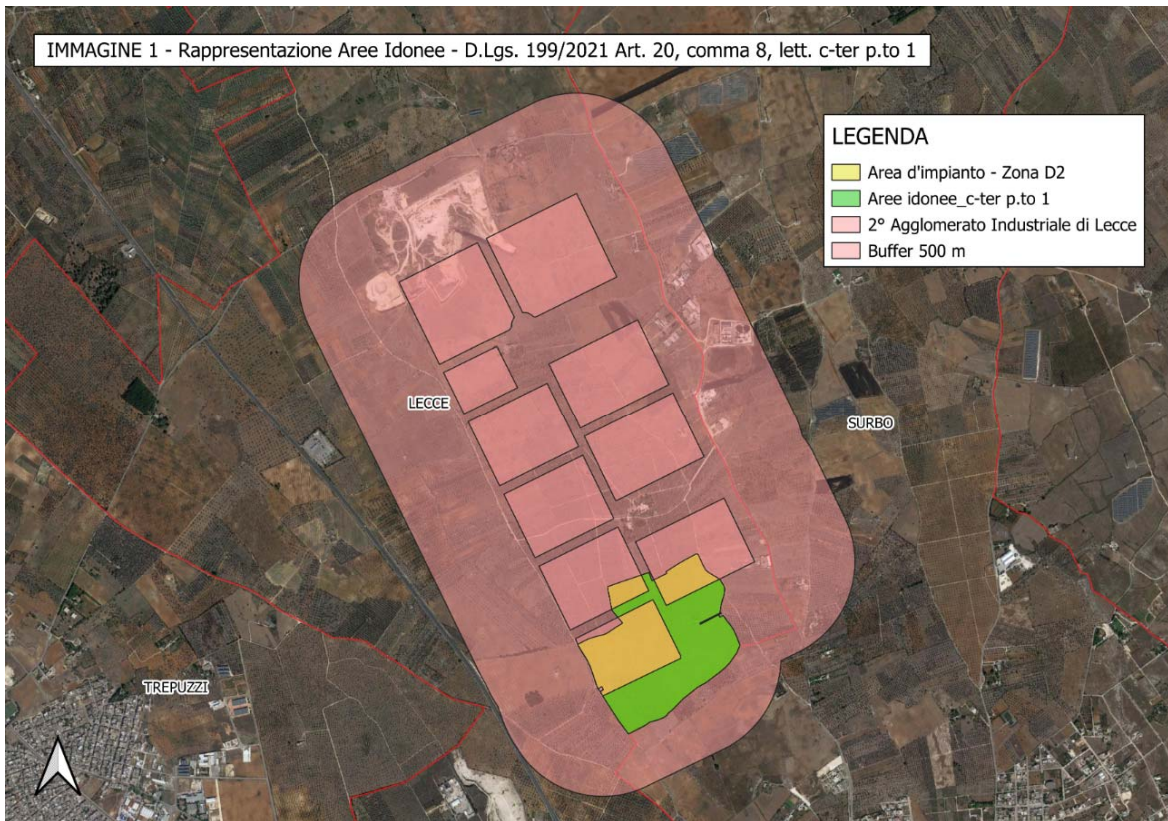 IMMAGINE 1 - Rappresentazione Aree Idonee - D.Lgs. 199/2021 Art. 20, comma 8, lett. c-ter p.to 1
LEGENDA
Area d'impianto - Zona D2
Aree idonee_c-ter p.to 1
2° Agglomerato Industriale di Lecce
Buffer 500 m
LECCE
SURBO
TREPUZZI